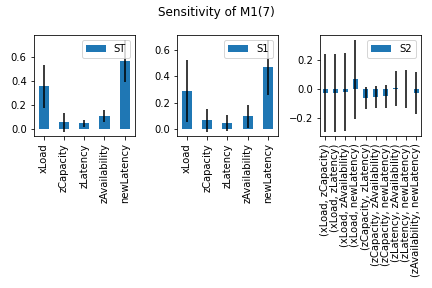 Sensitivity of M1(7)
ST
0.6
0.4
0.2
0.0
xLoad
zCapacity
zLatency
zAvailability
newLatency
S1
0.6
0.4
0.2
0.0
xLoad
zCapacity
zLatency
zAvailability
newLatency
S2
0.2
0.0
−0.2
(xLoad, zCapacity)
(xLoad, zLatency)
(xLoad, zAvailability)
(xLoad, newLatency)
(zCapacity, zLatency)
(zCapacity, zAvailability)
(zCapacity, newLatency)
(zLatency, zAvailability)
(zLatency, newLatency)
(zAvailability, newLatency)